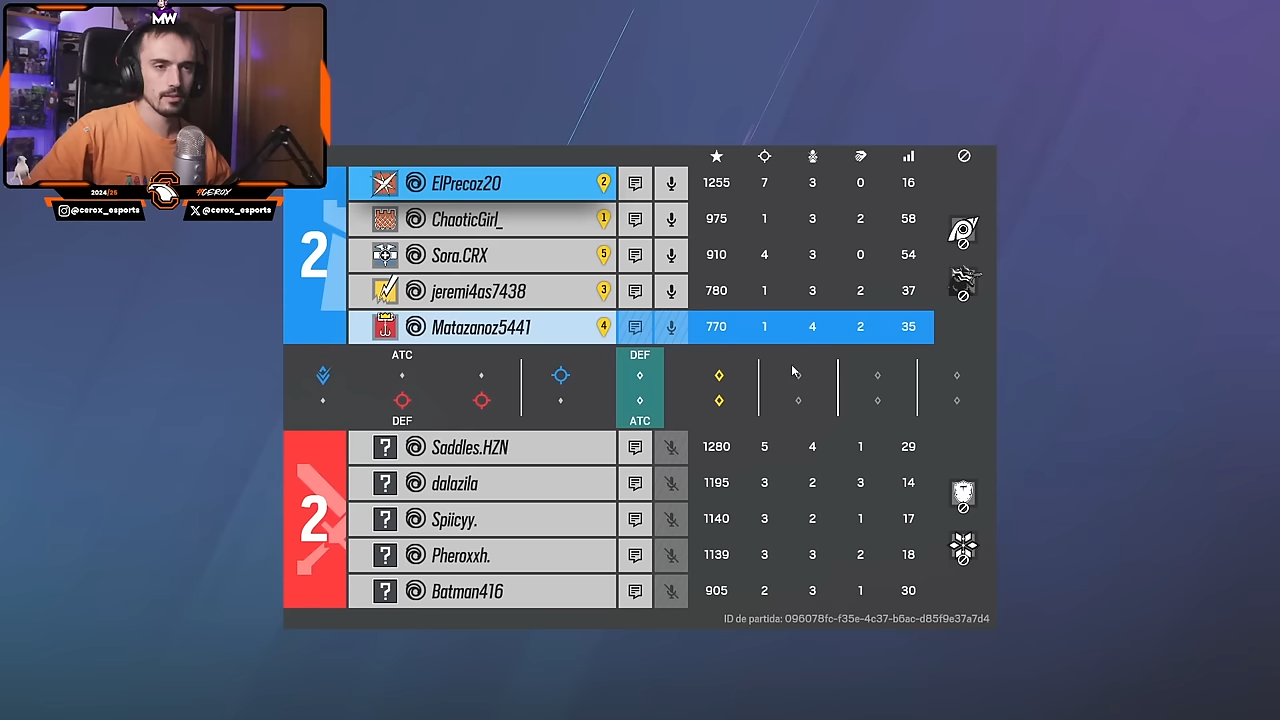 MW
2024/25
CEROX
@cerox_esports
@cerox_esports
2
ElPrecoz20 2 1255 7 3 0 16
ChaoticGirl_ 1 975 1 3 2 58
Sora.CRX 5 910 4 3 0 54
jeremi4as7438 3 780 1 3 2 37
Matazanoz5441 4 770 1 4 2 35
ATC DEF
DEF ATC
2
? Saddles.HZN 1280 5 4 1 29
? dalazila 1195 3 2 3 14
? Spiicyy. 1140 3 2 1 17
? Pheroxxh. 1139 3 3 2 18
? Batman416 905 2 3 1 30
ID de partida: 096078fc-f35e-4c37-b6ac-d85f9e37a7d4